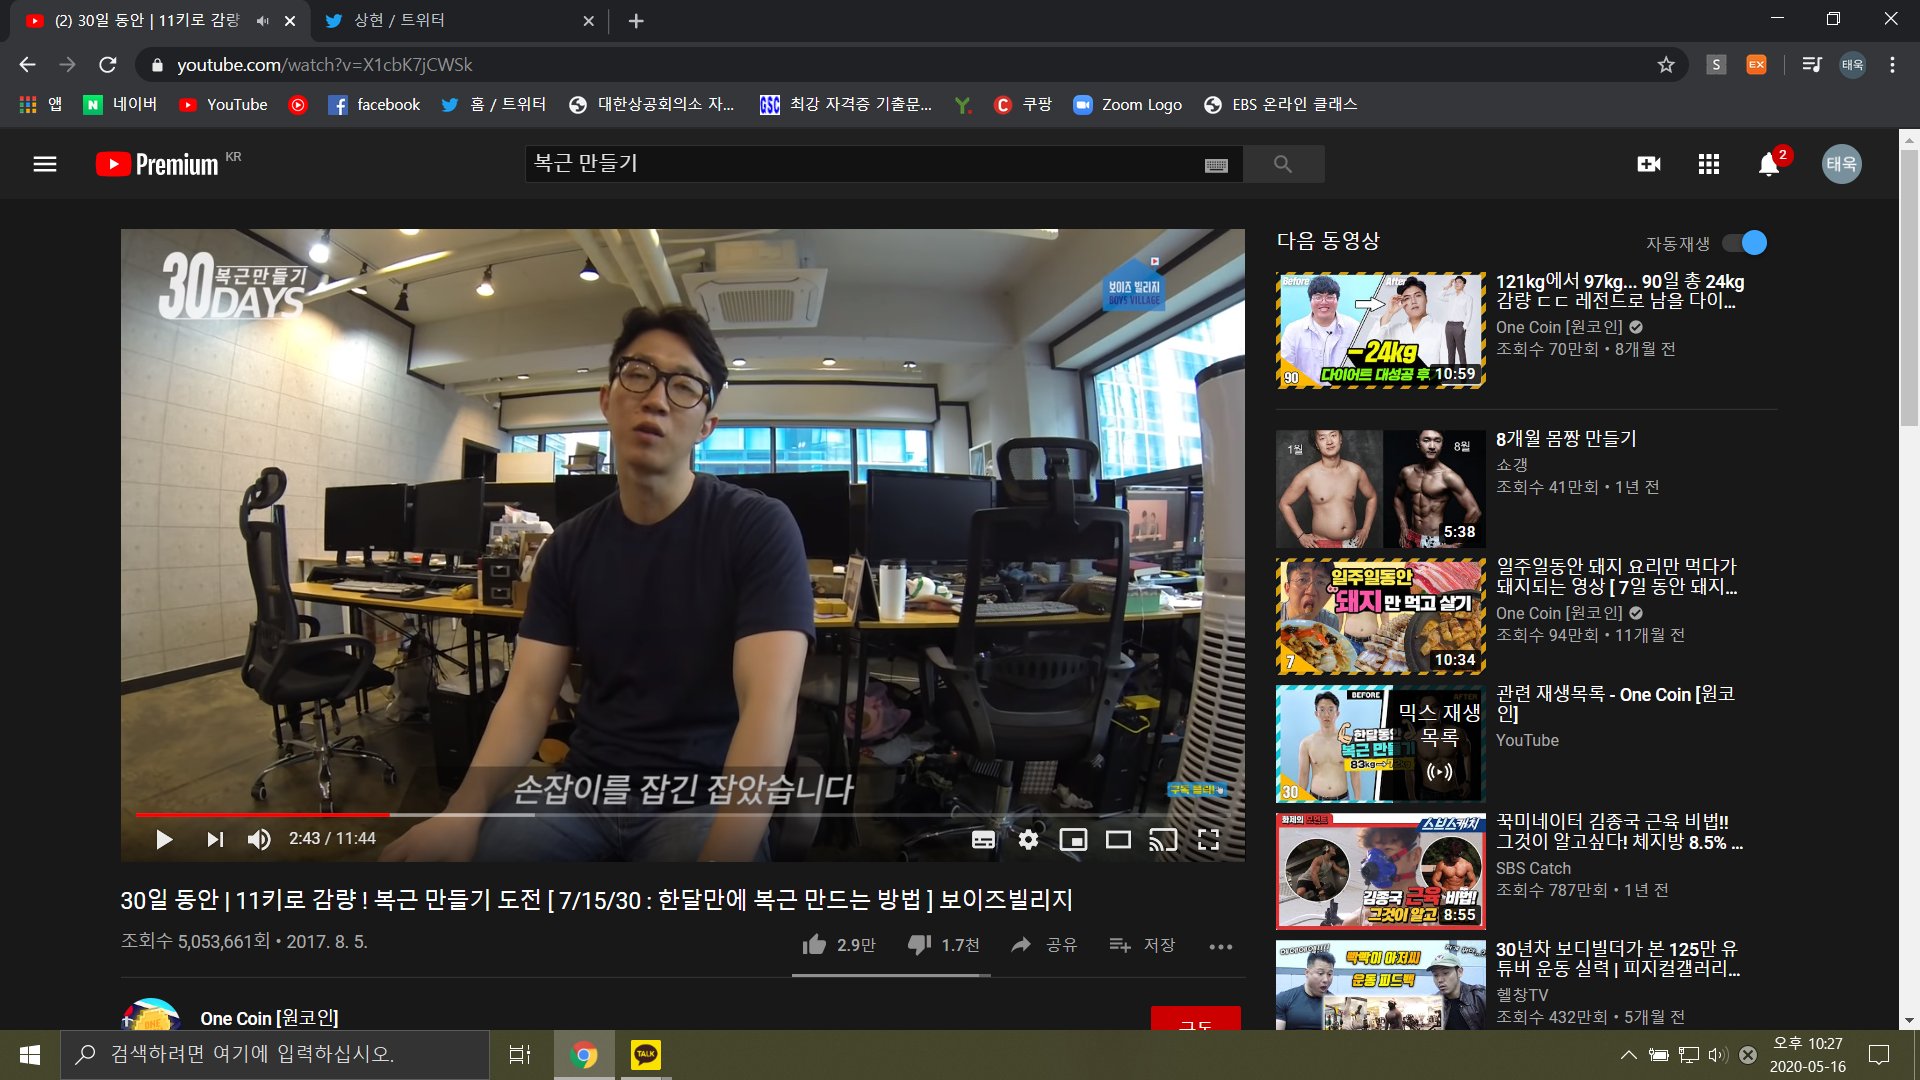 (2) 30일 동안 | 11키로 감량
상현 / 트위터
youtube.com/watch?v=X1cbK7jCWSk
S
EX
태욱
앱
네이버
YouTube
facebook
홈 / 트위터
대한상공회의소 자...
GSC
최강 자격증 기출문...
쿠팡
Zoom Logo
EBS 온라인 클래스
Premium KR
복근 만들기
2
태욱
30 DAYS
복근만들기
보이즈 빌리지
BOYS VILLAGE
손잡이를 잡긴 잡았습니다
2:43 / 11:44
30일 동안 | 11키로 감량 ! 복근 만들기 도전 [ 7/15/30 : 한달만에 복근 만드는 방법 ] 보이즈빌리지
조회수 5,053,661회 • 2017. 8. 5.
2.9만
1.7천
공유
저장
One Coin [원코인]
구독
다음 동영상
자동재생
Before
After
-24kg
다이어트 대성공 후
90
10:59
121kg에서 97kg... 90일 총 24kg
감량 ㄷㄷ 레전드로 남을 다이...
One Coin [원코인]
조회수 70만회 • 8개월 전
1월
8월
5:38
8개월 몸짱 만들기
쇼갱
조회수 41만회 • 1년 전
일주일동안
돼지만 먹고 살기
7
10:34
일주일동안 돼지 요리만 먹다가
돼지되는 영상 [ 7일 동안 돼지...
One Coin [원코인]
조회수 94만회 • 11개월 전
BEFORE
AFTER
한달동안
복근 만들기
83kg
30
믹스 재생
목록
관련 재생목록 - One Coin [원코
인]
YouTube
스브스캐치
김종국 근육 비법!
그것이 알고
8:55
꾹미네이터 김종국 근육 비법!!
그것이 알고싶다! 체지방 8.5% ...
SBS Catch
조회수 787만회 • 1년 전
빡빡이 아저씨
운동 피드백
30년차 보디빌더가 본 125만 유
튜버 운동 실력 | 피지컬갤러리...
헬창TV
조회수 432만회 • 5개월 전
검색하려면 여기에 입력하십시오.
TALK
오후 10:27
2020-05-16